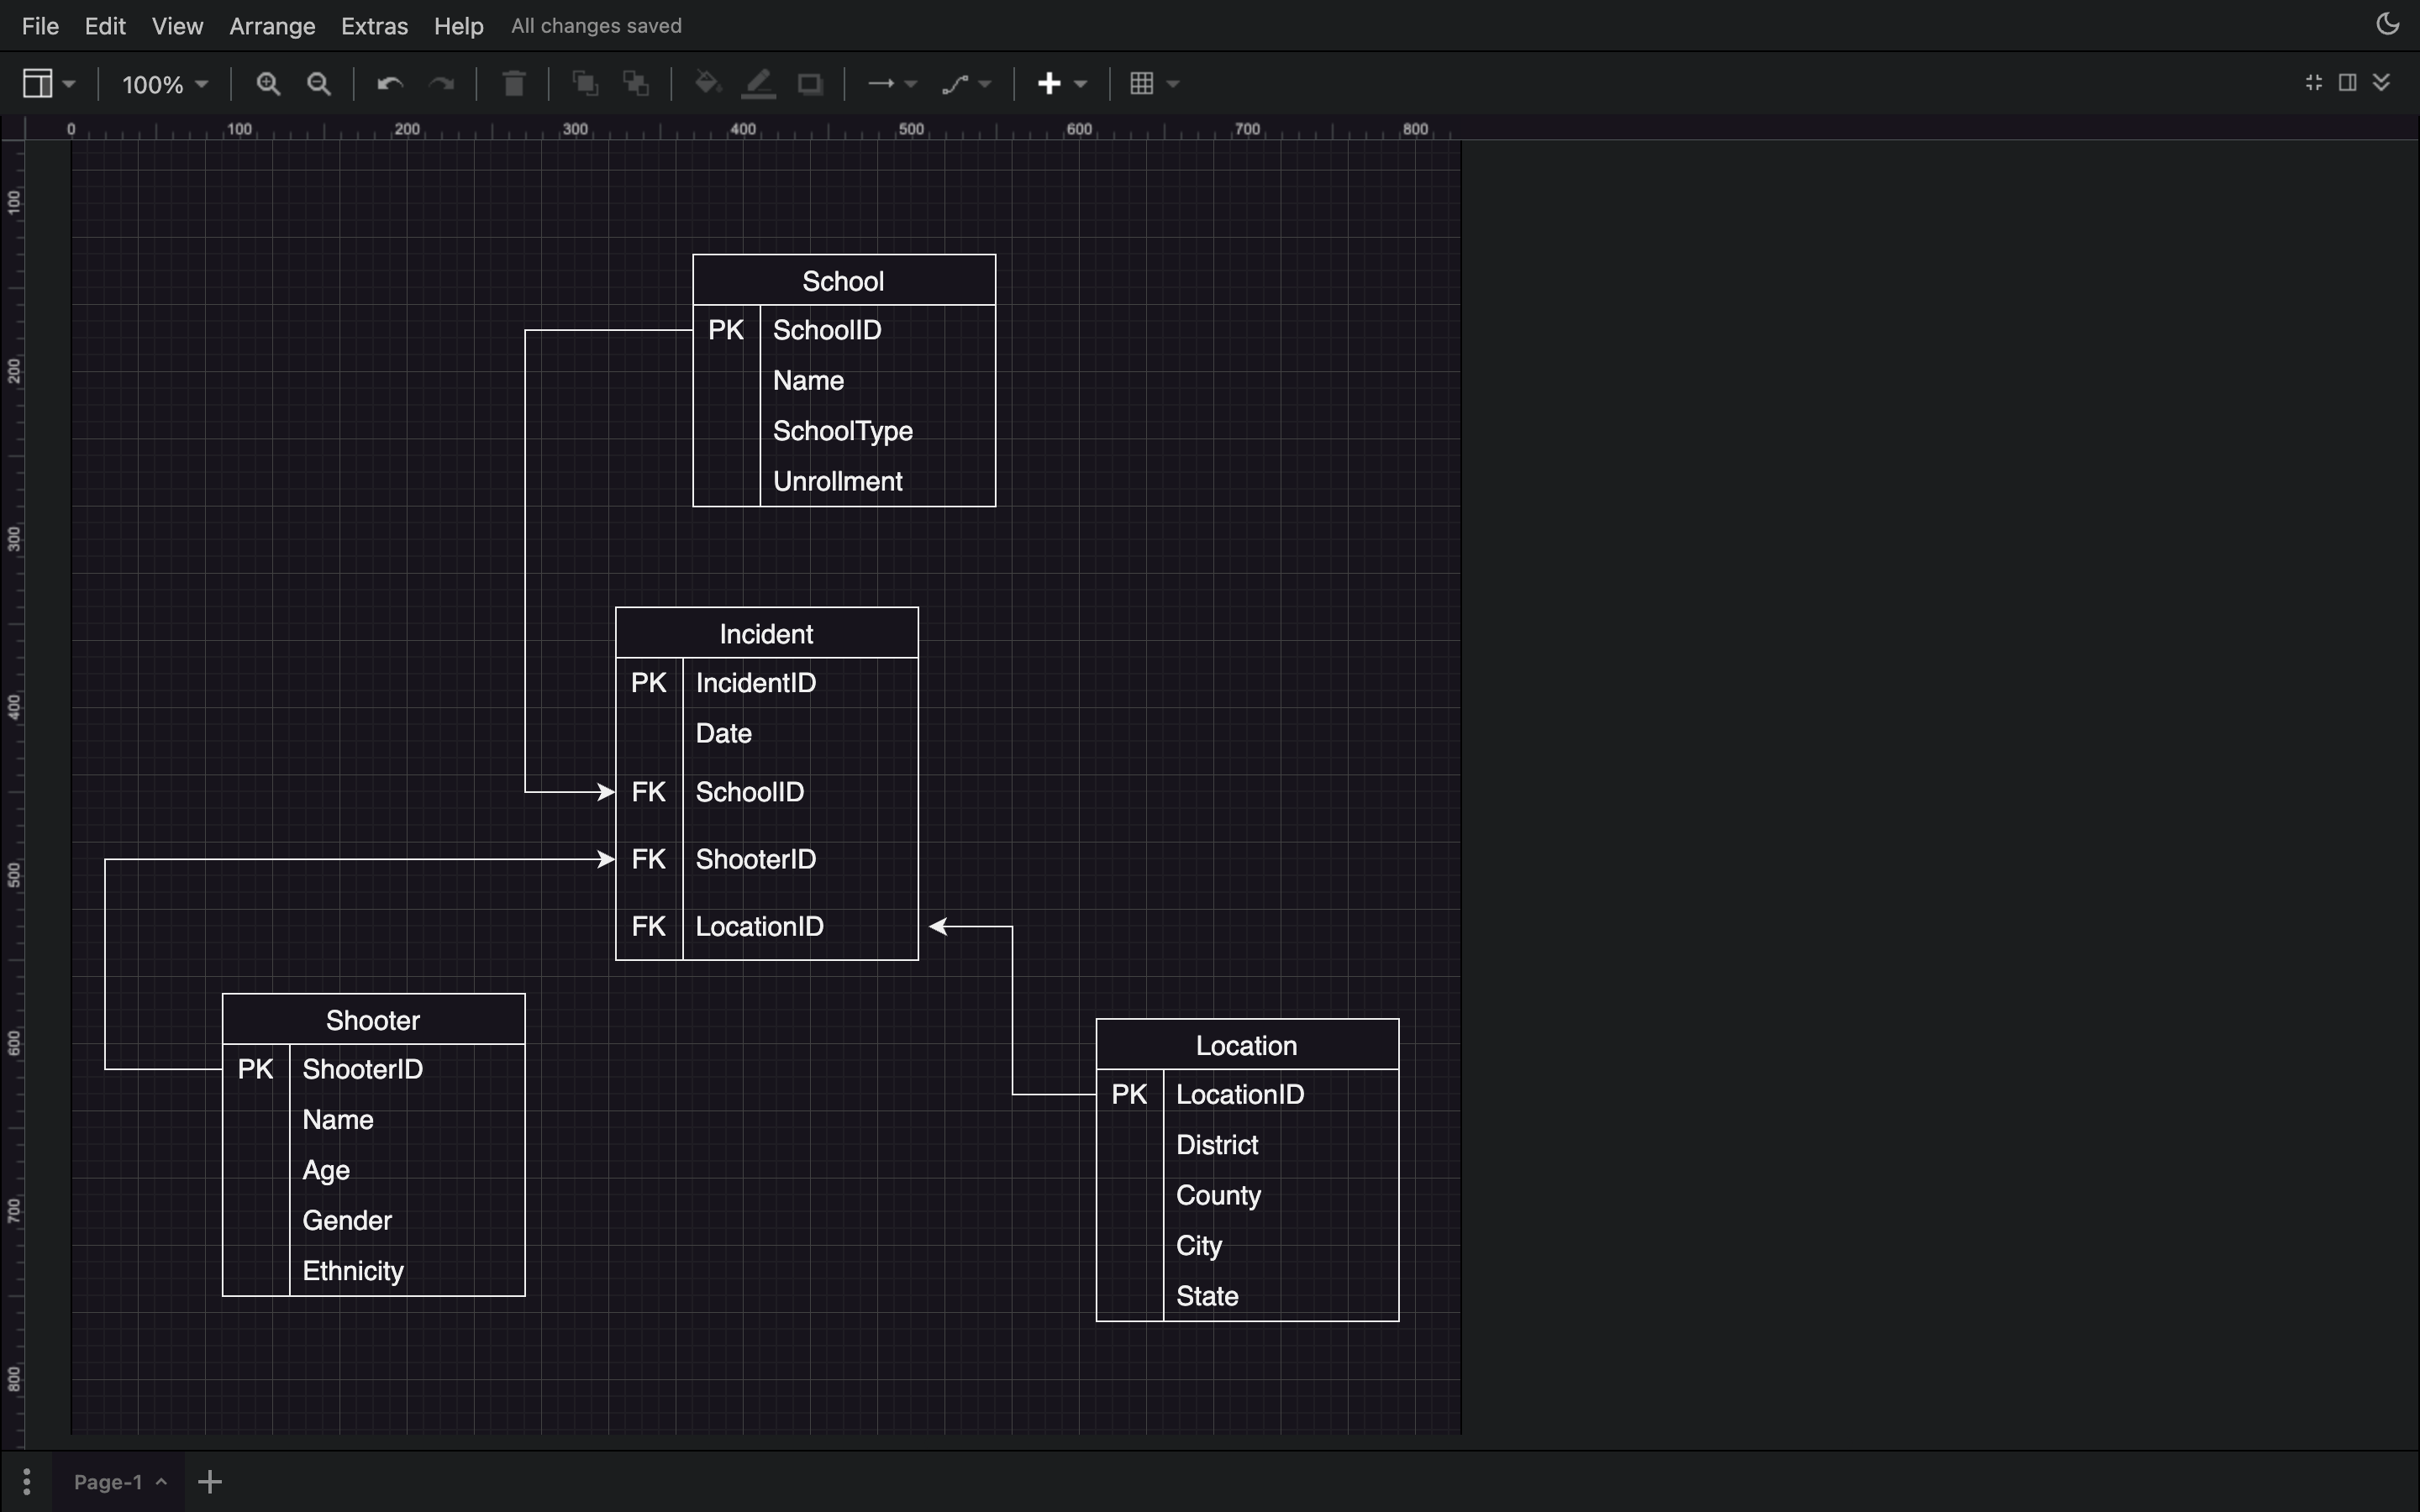 File Edit View Arrange Extras Help All changes saved
100%
0 100 200 300 400 500 600 700 800
100
200
300
400
500
600
700
800
School
PK SchoolID
Name
SchoolType
Unrollment
Incident
PK IncidentID
Date
FK SchoolID
FK ShooterID
FK LocationID
Shooter
PK ShooterID
Name
Age
Gender
Ethnicity
Location
PK LocationID
District
County
City
State
Page-1